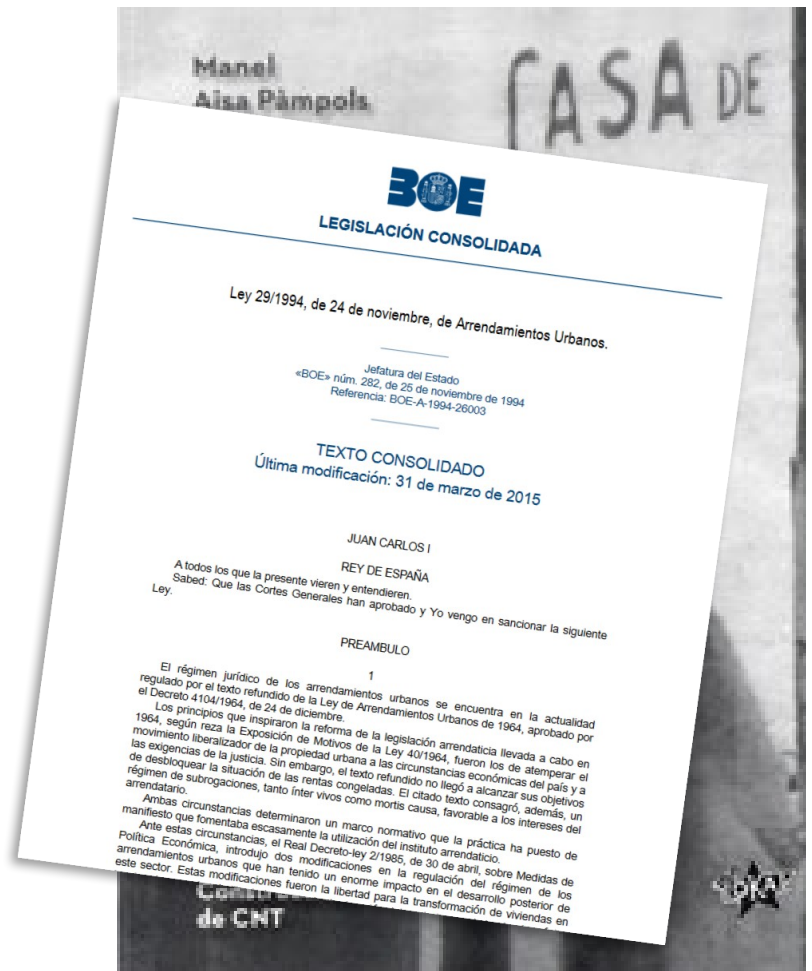 Manel
Aisa Pàmpols
CASA DE
BOE
LEGISLACIÓN CONSOLIDADA
Ley 29/1994, de 24 de noviembre, de Arrendamientos Urbanos.
Jefatura del Estado
«BOE» núm. 282, de 25 de noviembre de 1994
Referencia: BOE-A-1994-26003
TEXTO CONSOLIDADO
Última modificación: 31 de marzo de 2015
JUAN CARLOS I
REY DE ESPAÑA
A todos los que la presente vieren y entendieren.
Sabed: Que las Cortes Generales han aprobado y Yo vengo en sancionar la siguiente
Ley.
PREAMBULO
1
El régimen jurídico de los arrendamientos urbanos se encuentra en la actualidad
regulado por el texto refundido de la Ley de Arrendamientos Urbanos de 1964, aprobado por
el Decreto 4104/1964, de 24 de diciembre.
Los principios que inspiraron la reforma de la legislación arrendaticia llevada a cabo en
1964, según reza la Exposición de Motivos de la Ley 40/1964, fueron los de atemperar el
movimiento liberalizador de la propiedad urbana a las circunstancias económicas del país y a
las exigencias de la justicia. Sin embargo, el texto refundido no llegó a alcanzar sus objetivos
de desbloquear la situación de las rentas congeladas. El citado texto consagró, además, un
régimen de subrogaciones, tanto ínter vivos como mortis causa, favorable a los intereses del
arrendatario.
Ambas circunstancias determinaron un marco normativo que la práctica ha puesto de
manifiesto que fomentaba escasamente la utilización del instituto arrendaticio.
Ante estas circunstancias, el Real Decreto-ley 2/1985, de 30 de abril, sobre Medidas de
Política Económica, introdujo dos modificaciones en la regulación del régimen de los
arrendamientos urbanos que han tenido un enorme impacto en el desarrollo posterior de
este sector. Estas modificaciones fueron la libertad para la transformación de viviendas en
de CNT